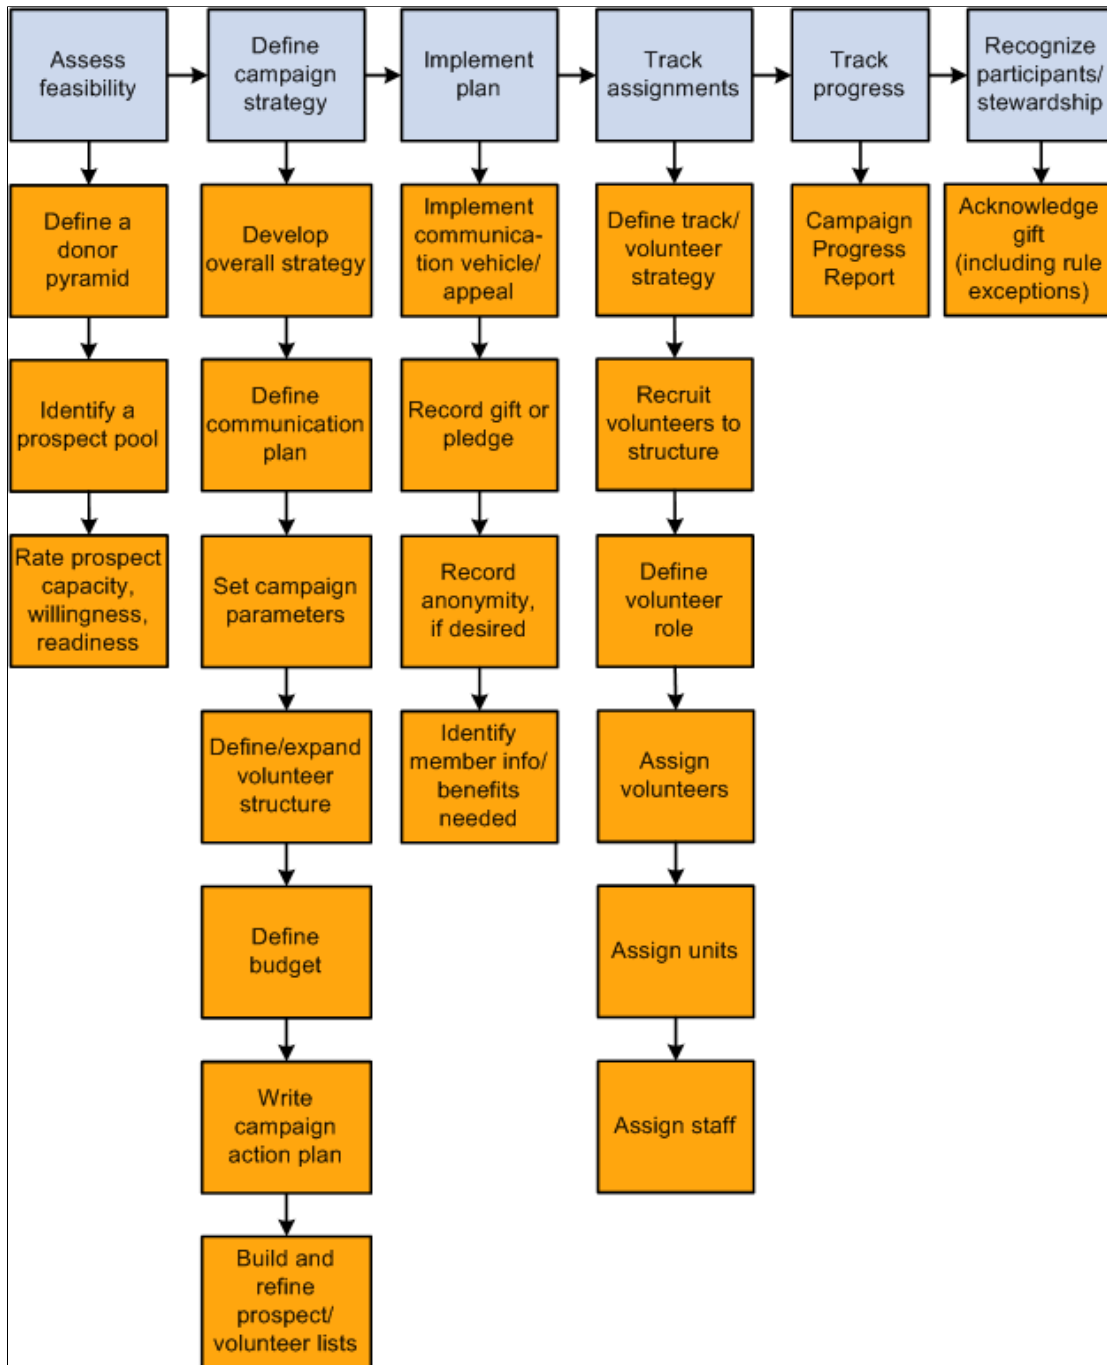 Assess
feasibility
Define
campaign
strategy
Implement
plan
Track
assignments
Track
progress
Recognize
participants/
stewardship
Define a
donor
pyramid
Identify a
prospect pool
Rate prospect
capacity,
willingness,
readiness
Develop
overall strategy
Define
communication
plan
Set campaign
parameters
Define/expand
volunteer
structure
Define
budget
Write
campaign
action plan
Build and
refine
prospect/
volunteer lists
Implement
communica-
tion vehicle/
appeal
Record gift or
pledge
Record
anonymity,
if desired
Identify
member info/
benefits
needed
Define track/
volunteer
strategy
Recruit
volunteers to
structure
Define
volunteer
role
Assign
volunteers
Assign units
Assign staff
Campaign
Progress
Report
Acknowledge
gift
(including rule
exceptions)